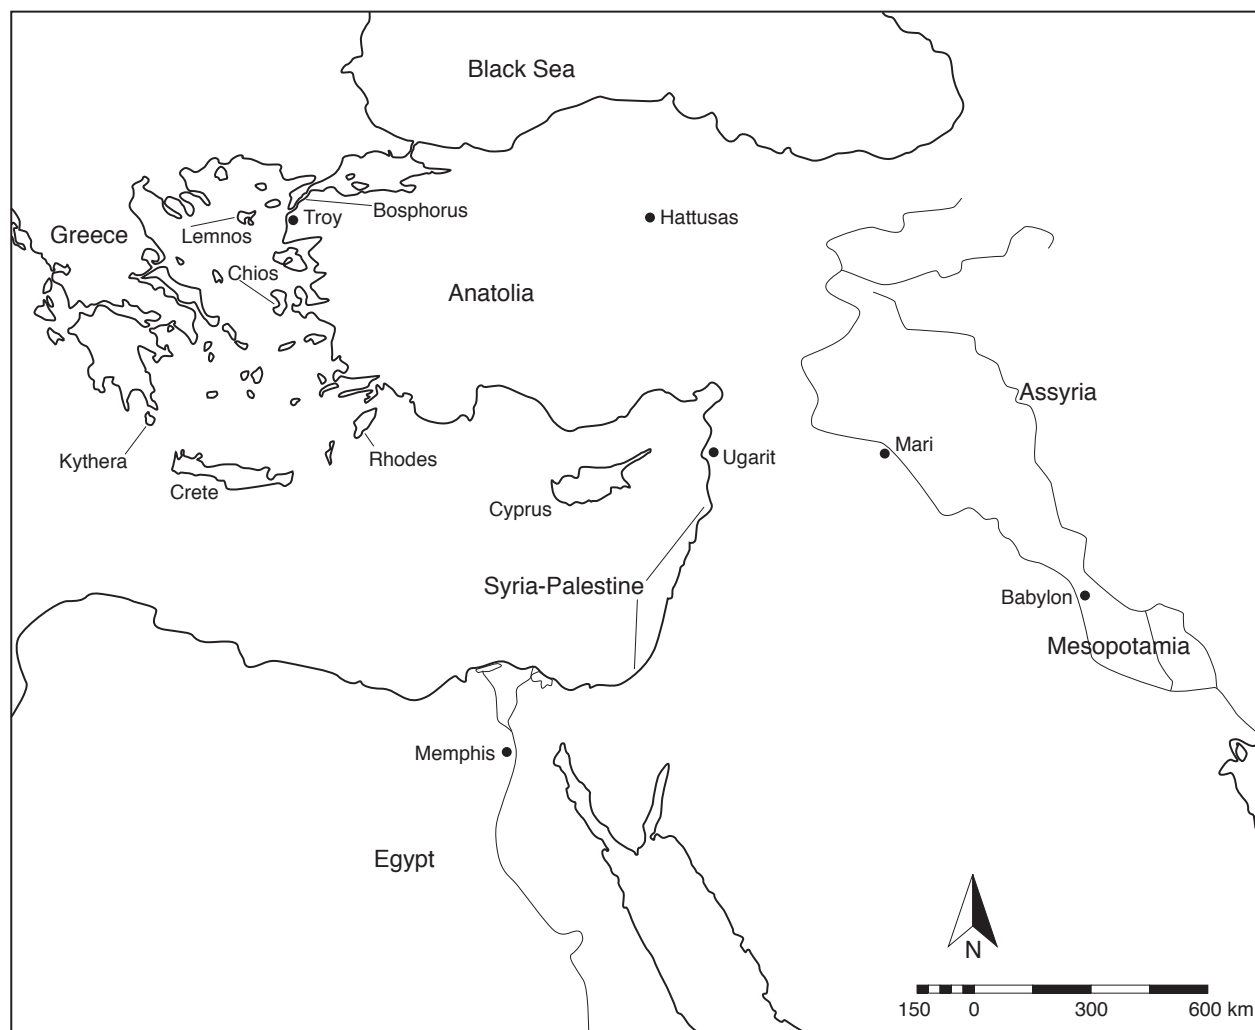 Black Sea
Bosphorus
Troy
Hattusas
Lemnos
Greece
Chios
Anatolia
Assyria
Mari
Ugarit
Kythera
Rhodes
Crete
Cyprus
Syria-Palestine
Babylon
Mesopotamia
Memphis
Egypt
N
150 0 300 600 km